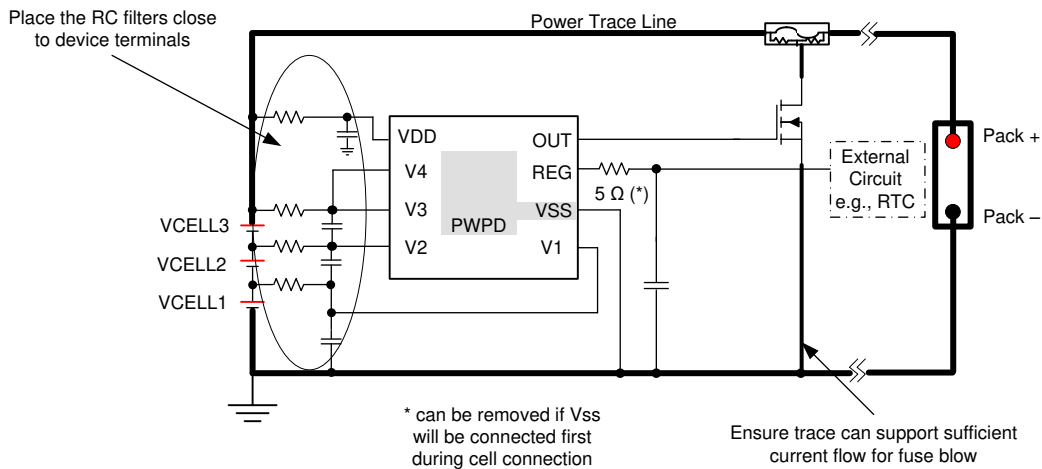 Place the RC filters close
to device terminals
Power Trace Line
VDD
V4
V3
V2
OUT
REG
VSS
V1
PWPD
5 Ω (*)
External
Circuit
e.g., RTC
Pack +
Pack –
VCELL3
VCELL2
VCELL1
* can be removed if Vss
will be connected first
during cell connection
Ensure trace can support sufficient
current flow for fuse blow